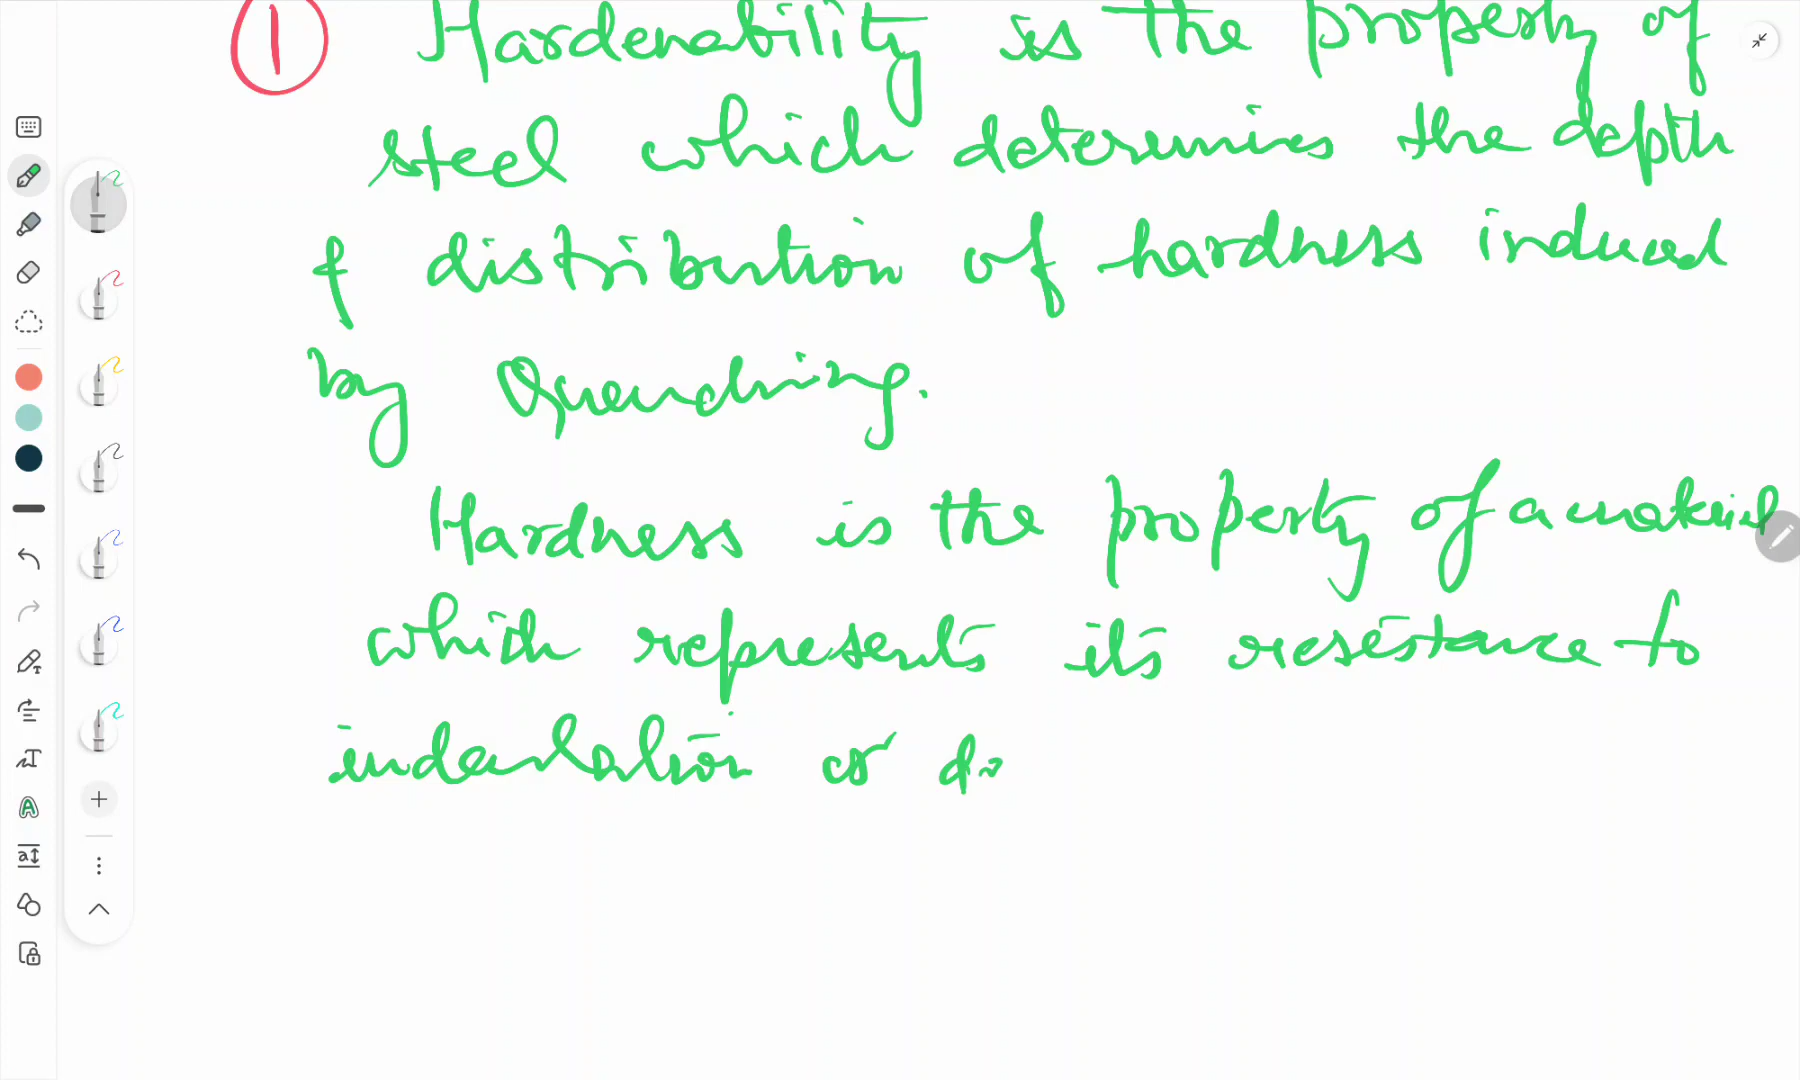 ① Hardenability is the property of
steel which determines the depth
& distribution of hardness induced
by Quenching.
Hardness is the property of a material
which represents its resistance to
indentation or